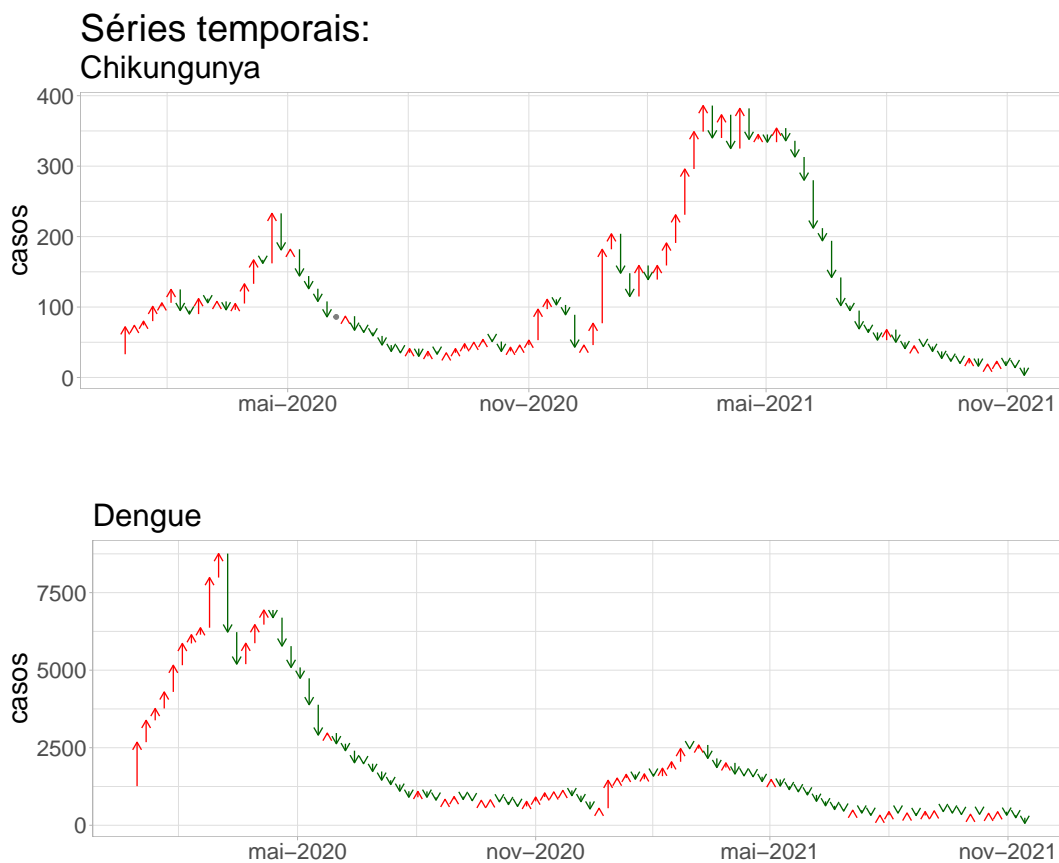 Séries temporais:
Chikungunya
400
300
200
100
0
casos
mai−2020 nov−2020 mai−2021 nov−2021
Dengue
7500
5000
2500
0
casos
mai−2020 nov−2020 mai−2021 nov−2021